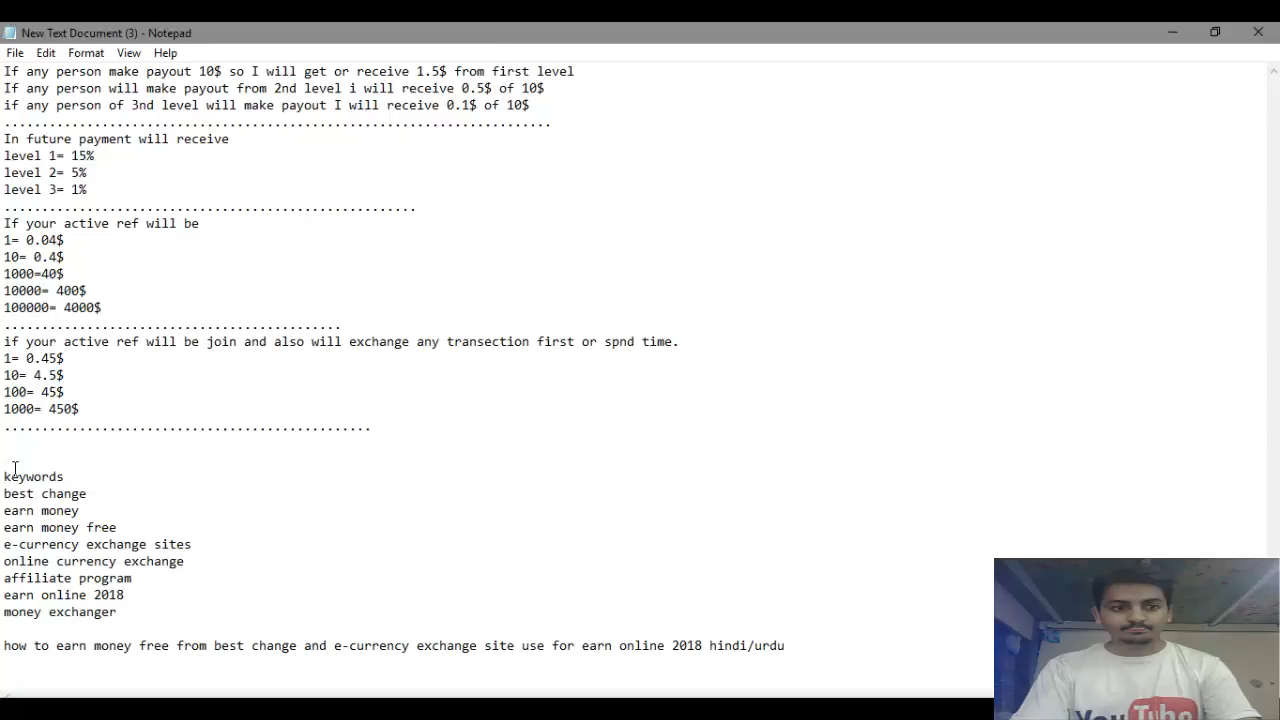 New Text Document (3) - Notepad
File Edit Format View Help
If any person make payout 10$ so I will get or receive 1.5$ from first level
If any person will make payout from 2nd level i will receive 0.5$ of 10$
if any person of 3nd level will make payout I will receive 0.1$ of 10$
.........................................................................
In future payment will receive
level 1= 15%
level 2= 5%
level 3= 1%
.......................................................
If your active ref will be
1= 0.04$
10= 0.4$
1000=40$
10000= 400$
100000= 4000$
.............................................
if your active ref will be join and also will exchange any transection first or spnd time.
1= 0.45$
10= 4.5$
100= 45$
1000= 450$
.................................................
keywords
best change
earn money
earn money free
e-currency exchange sites
online currency exchange
affiliate program
earn online 2018
money exchanger
how to earn money free from best change and e-currency exchange site use for earn online 2018 hindi/urdu
YouTube